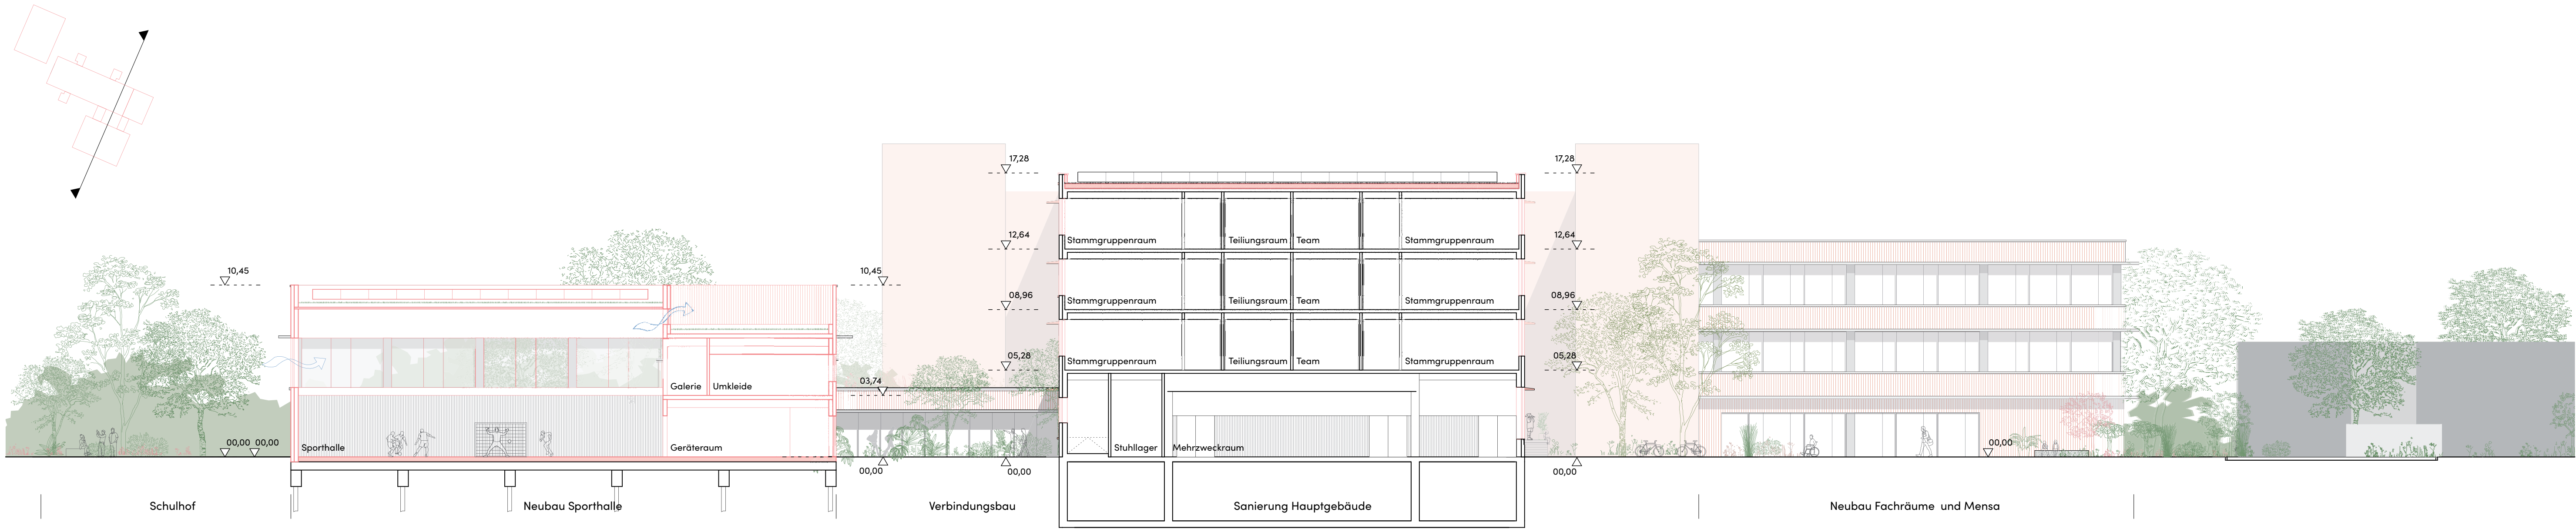 17,28
17,28
12,64
12,64
Stammgruppenraum
Teiliungsraum
Team
Stammgruppenraum
10,45
10,45
08,96
08,96
Stammgruppenraum
Teiliungsraum
Team
Stammgruppenraum
05,28
05,28
Stammgruppenraum
Teiliungsraum
Team
Stammgruppenraum
03,74
Galerie
Umkleide
00,00
00,00
Sporthalle
Geräteraum
Stuhllager
Mehrzweckraum
00,00
00,00
00,00
00,00
Schulhof
Neubau Sporthalle
Verbindungsbau
Sanierung Hauptgebäude
Neubau Fachräume und Mensa